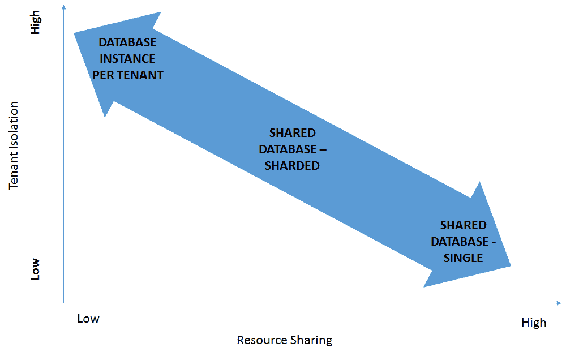 High
DATABASE
INSTANCE
PER TENANT
Tenant Isolation
SHARED
DATABASE –
SHARDED
SHARED
DATABASE -
SINGLE
Low
Low
High
Resource Sharing